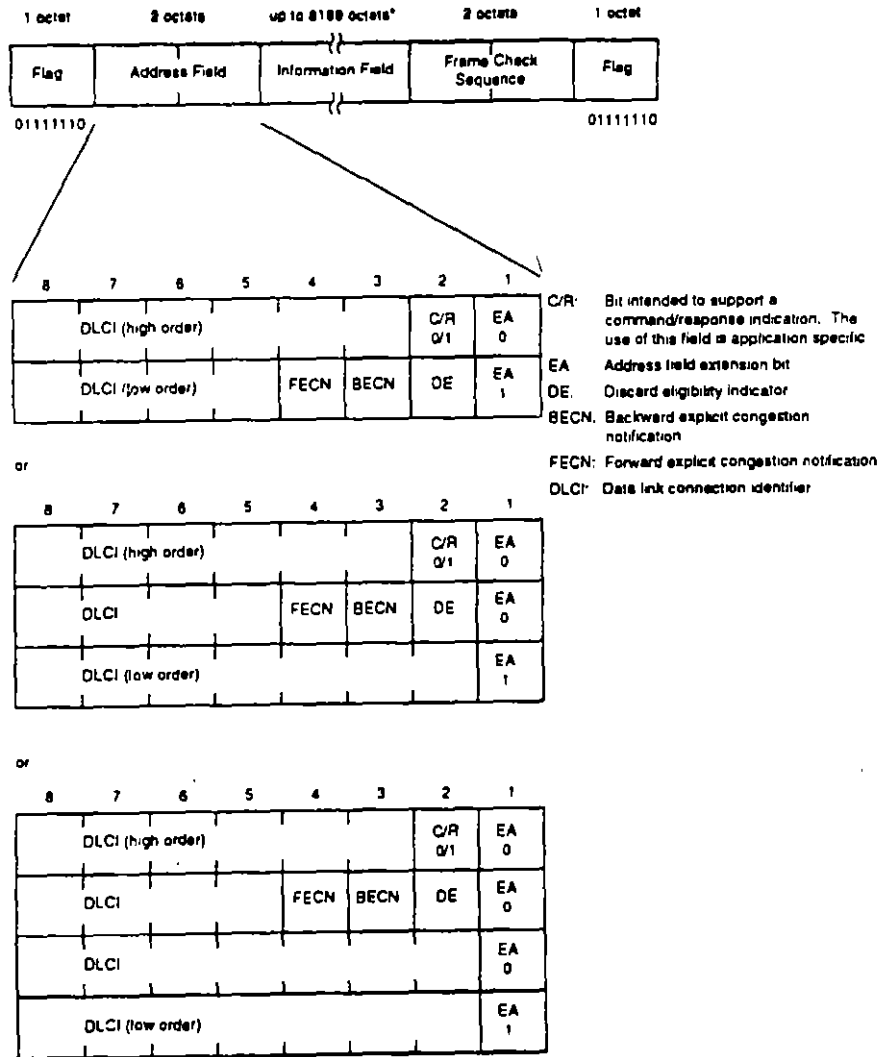 1 octet 2 octets up to 8189 octets* 2 octets 1 octet
Flag Address Field Information Field Frame Check Sequence Flag
01111110 01111110
8 7 6 5 4 3 2 1
DLCI (high order) C/R 0/1 EA 0
DLCI (low order) FECN BECN DE EA 1
C/R: Bit intended to support a
command/response indication. The
use of this field is application specific
EA Address field extension bit
DE. Discard eligibility indicator
BECN. Backward explicit congestion
notification
FECN: Forward explicit congestion notification
DLCI: Data link connection identifier
or
8 7 6 5 4 3 2 1
DLCI (high order) C/R 0/1 EA 0
DLCI FECN BECN DE EA 0
DLCI (low order) EA 1
or
8 7 6 5 4 3 2 1
DLCI (high order) C/R 0/1 EA 0
DLCI FECN BECN DE EA 0
DLCI EA 0
DLCI (low order) EA 1